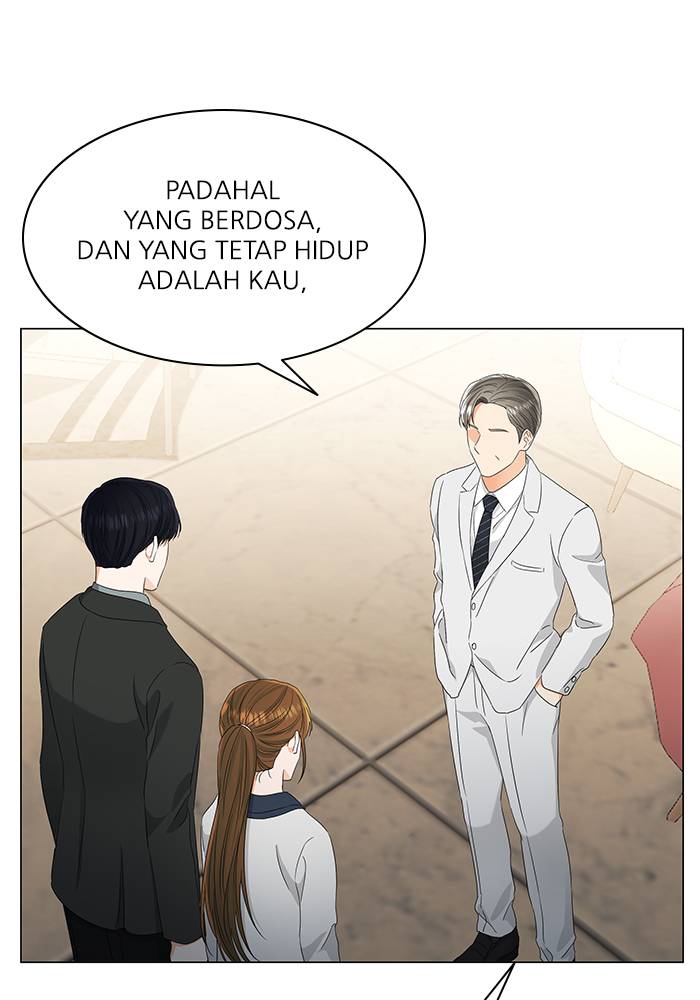 PADAHAL
YANG BERDOSA,
DAN YANG TETAP HIDUP
ADALAH KAU,